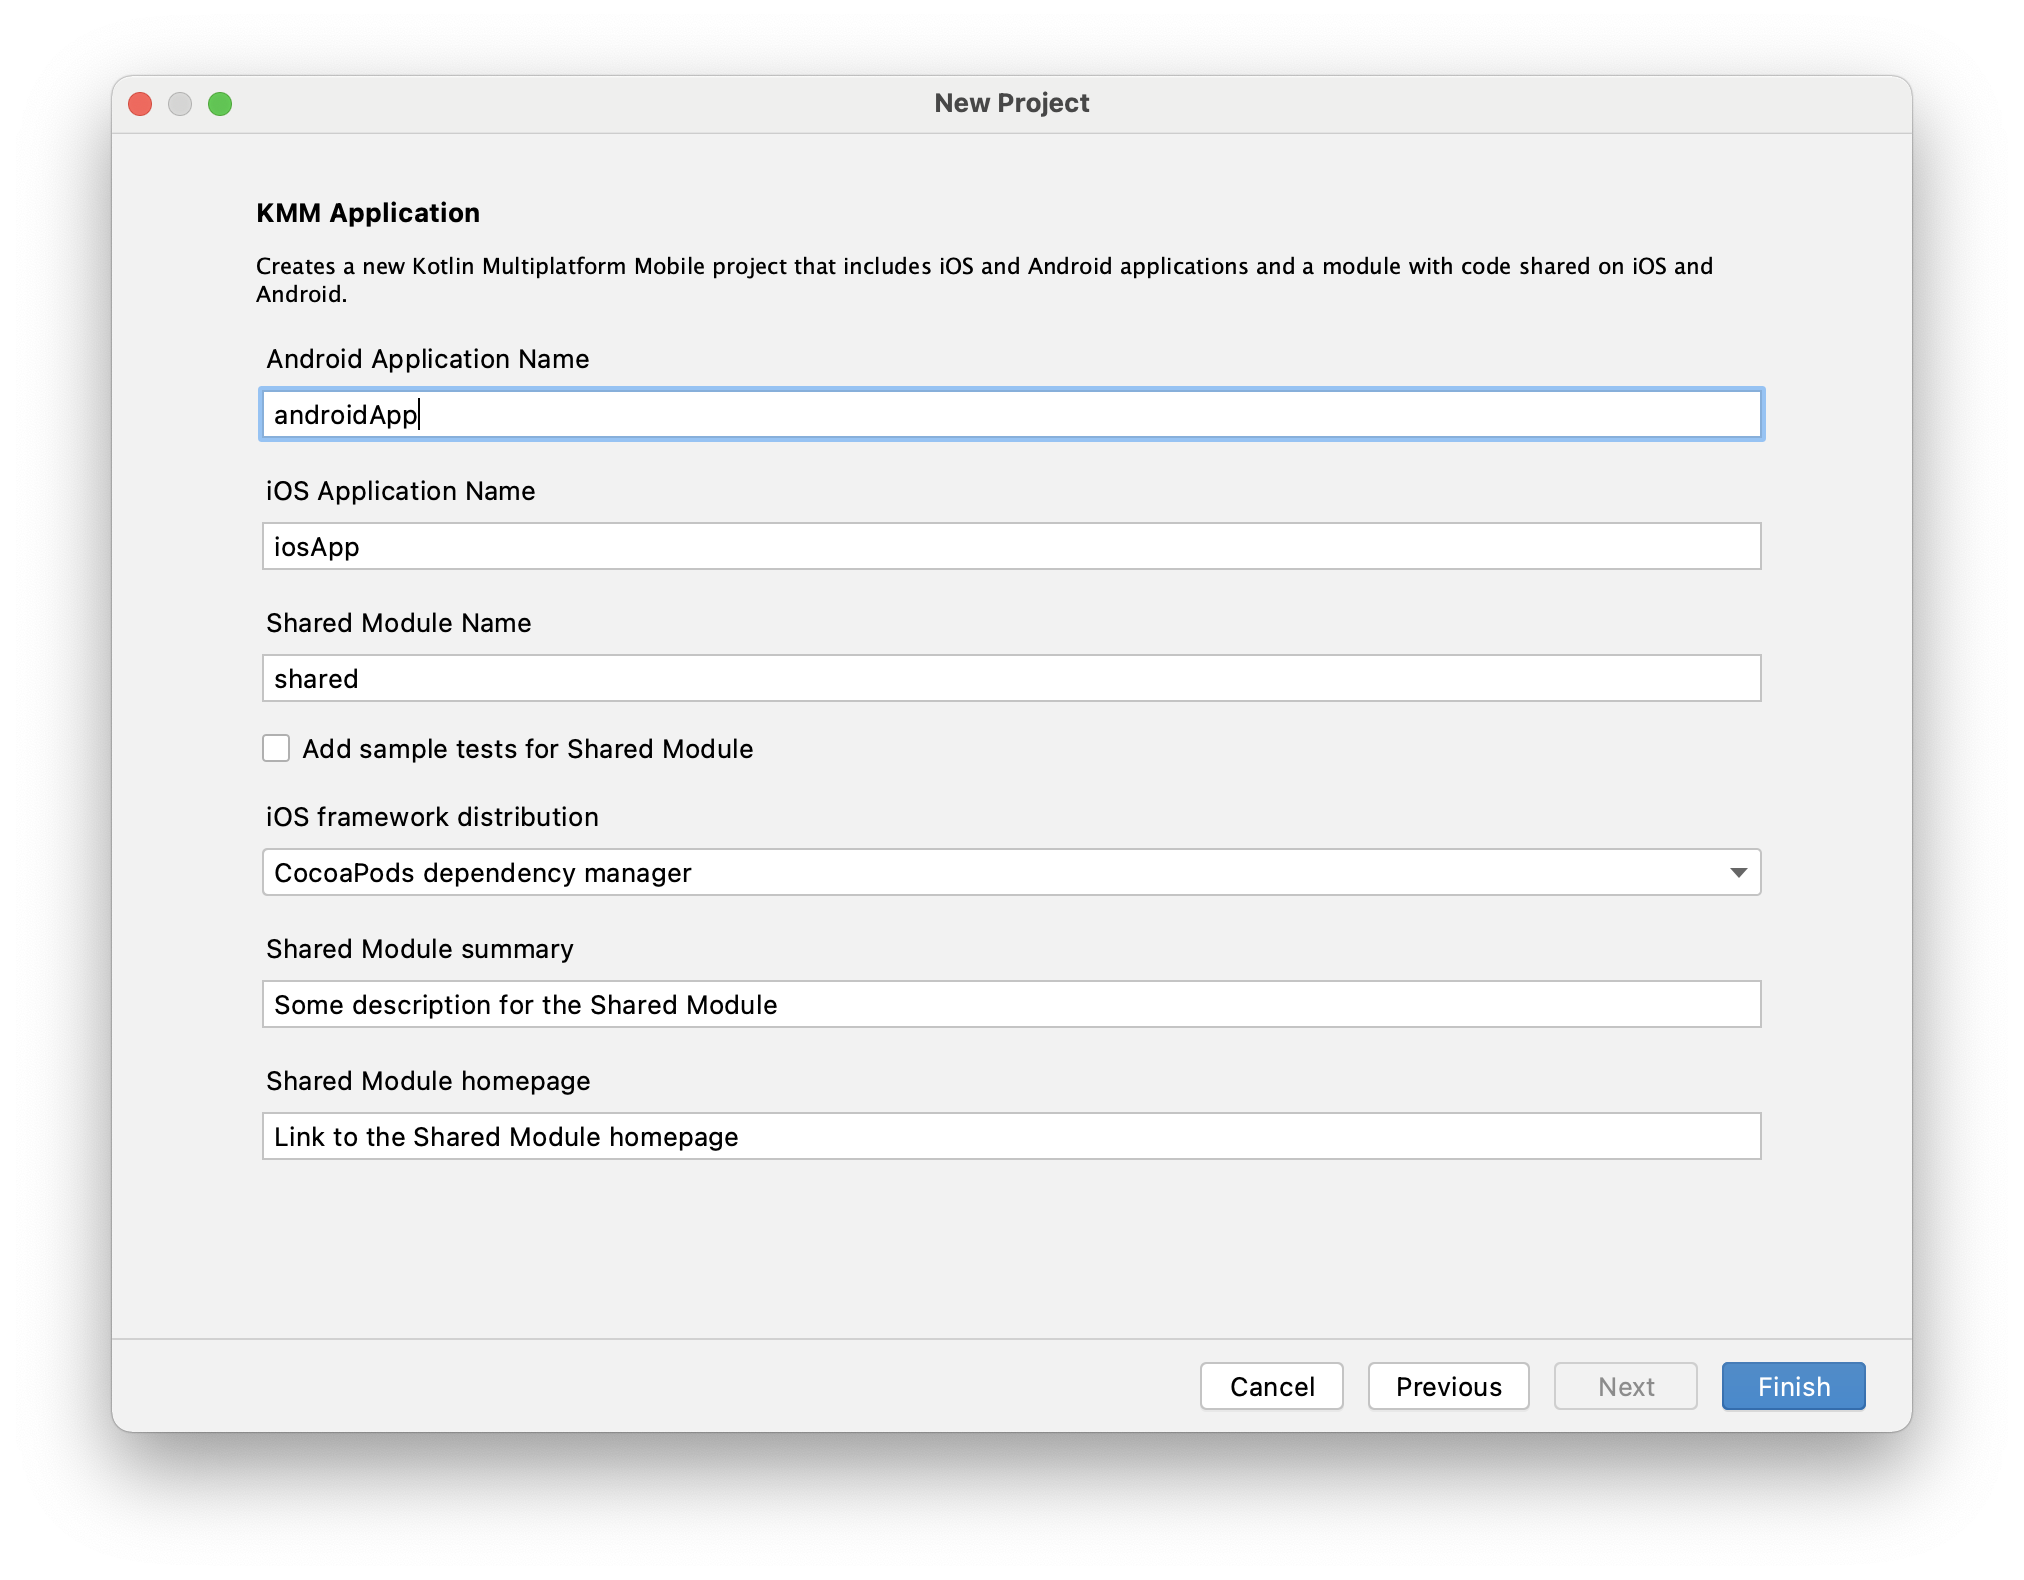 New Project
KMM Application
Creates a new Kotlin Multiplatform Mobile project that includes iOS and Android applications and a module with code shared on iOS and
Android.
Android Application Name
androidApp
iOS Application Name
iosApp
Shared Module Name
shared
Add sample tests for Shared Module
iOS framework distribution
CocoaPods dependency manager
Shared Module summary
Some description for the Shared Module
Shared Module homepage
Link to the Shared Module homepage
Cancel Previous Next Finish